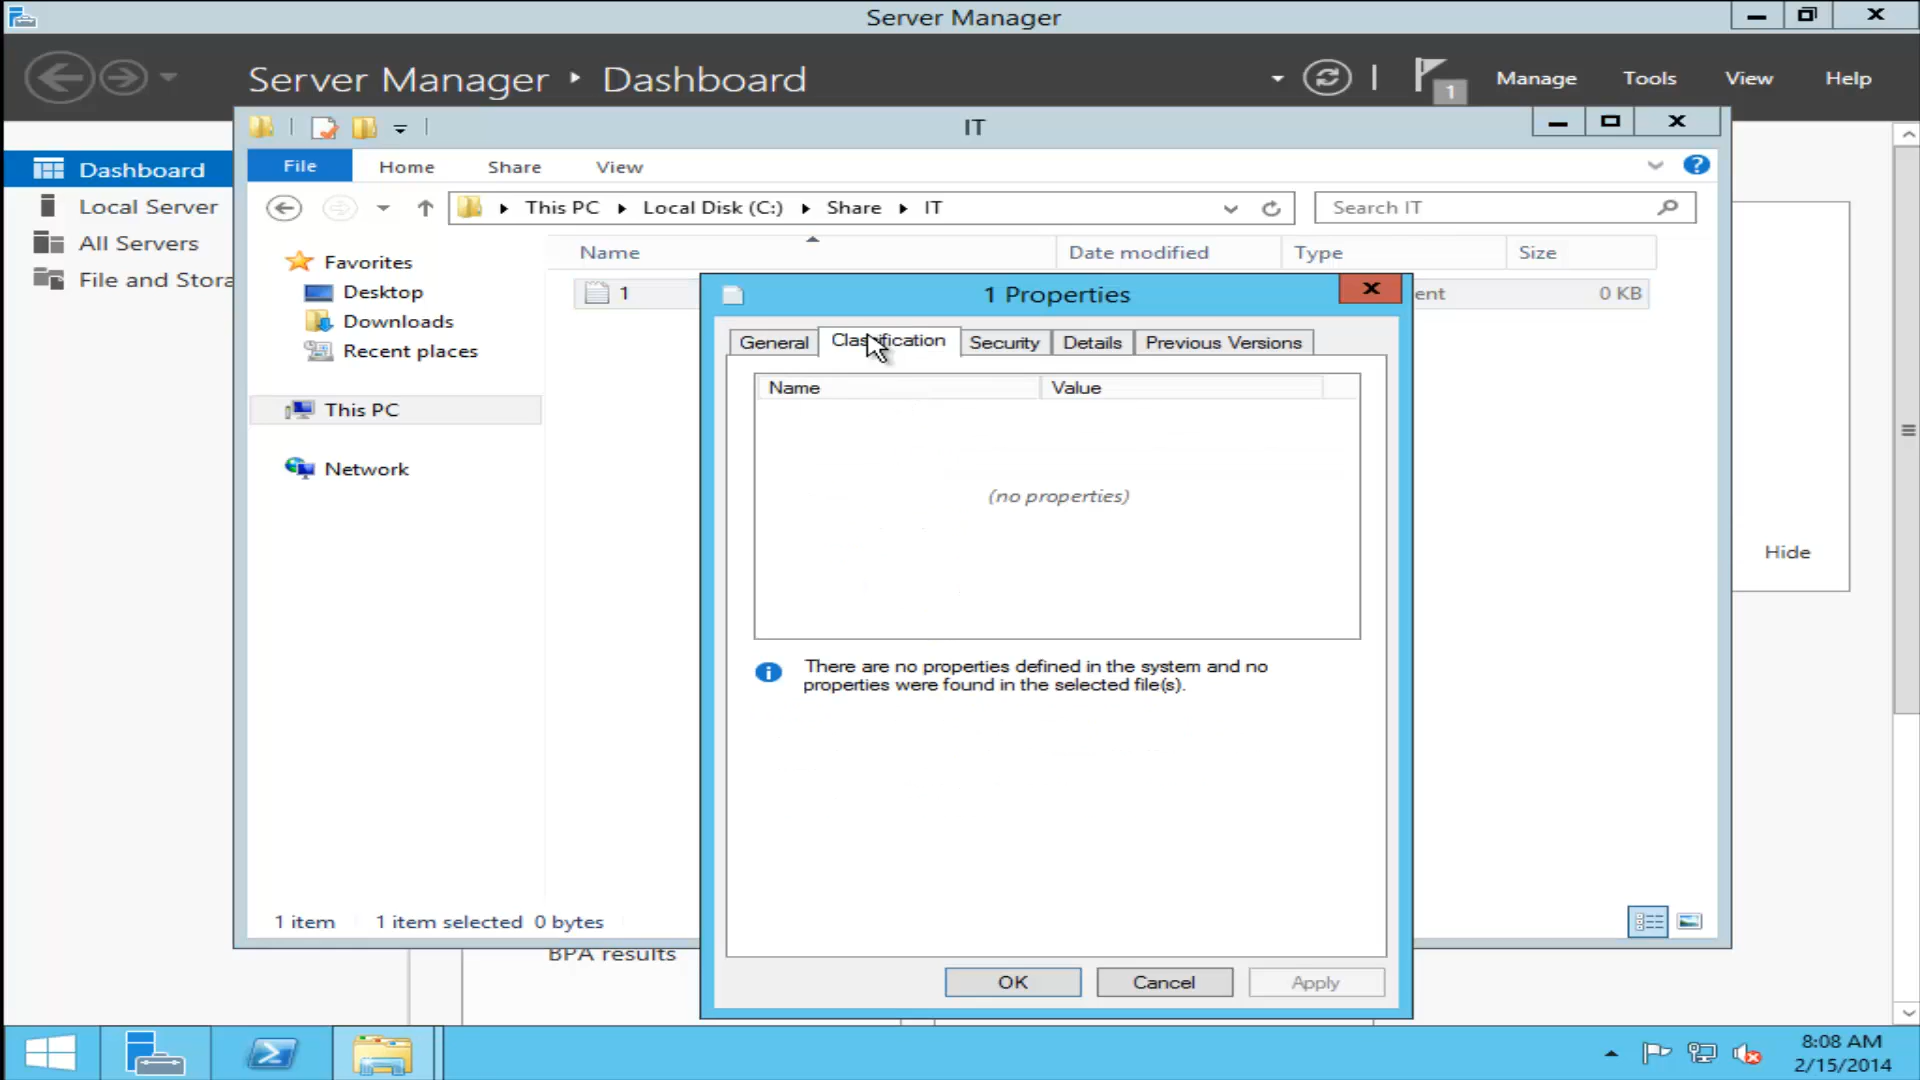 Server Manager
Server Manager ‣ Dashboard
1
Manage
Tools
View
Help
IT
Dashboard
Local Server
All Servers
File and Stora
File
Home
Share
View
This PC
Local Disk (C:)
Share
IT
Search IT
Favorites
Desktop
Downloads
Recent places
This PC
Network
Name
Date modified
Type
Size
1
ent
0 KB
1 Properties
General
Classification
Security
Details
Previous Versions
Name
Value
(no properties)
There are no properties defined in the system and no
properties were found in the selected file(s).
Hide
1 item
1 item selected 0 bytes
BPA results
OK
Cancel
Apply
8:08 AM
2/15/2014